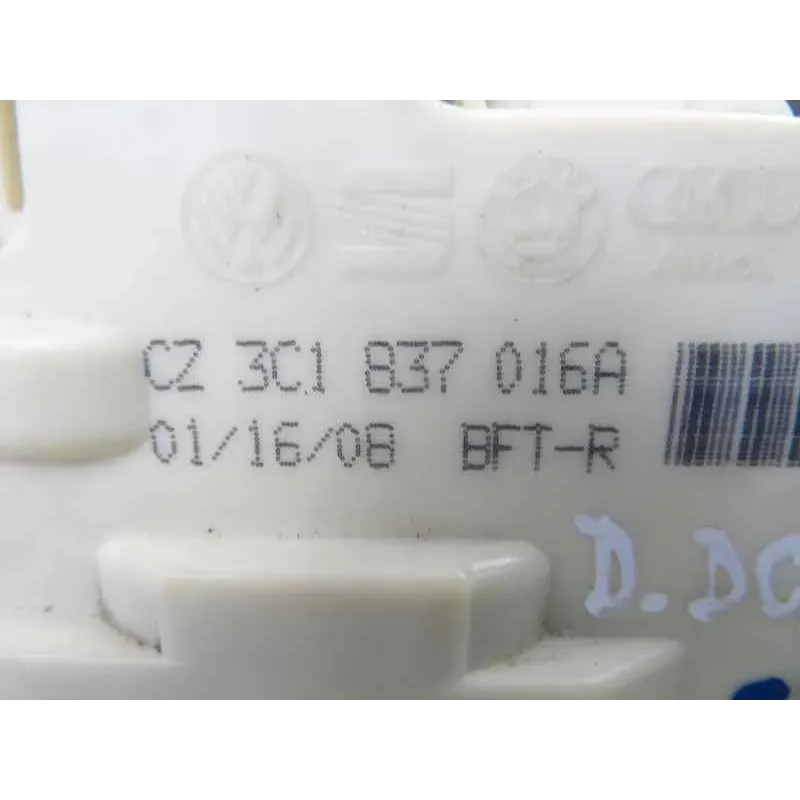 CZ 3C1 837 016A
01/16/08 BFT-R
D.DC